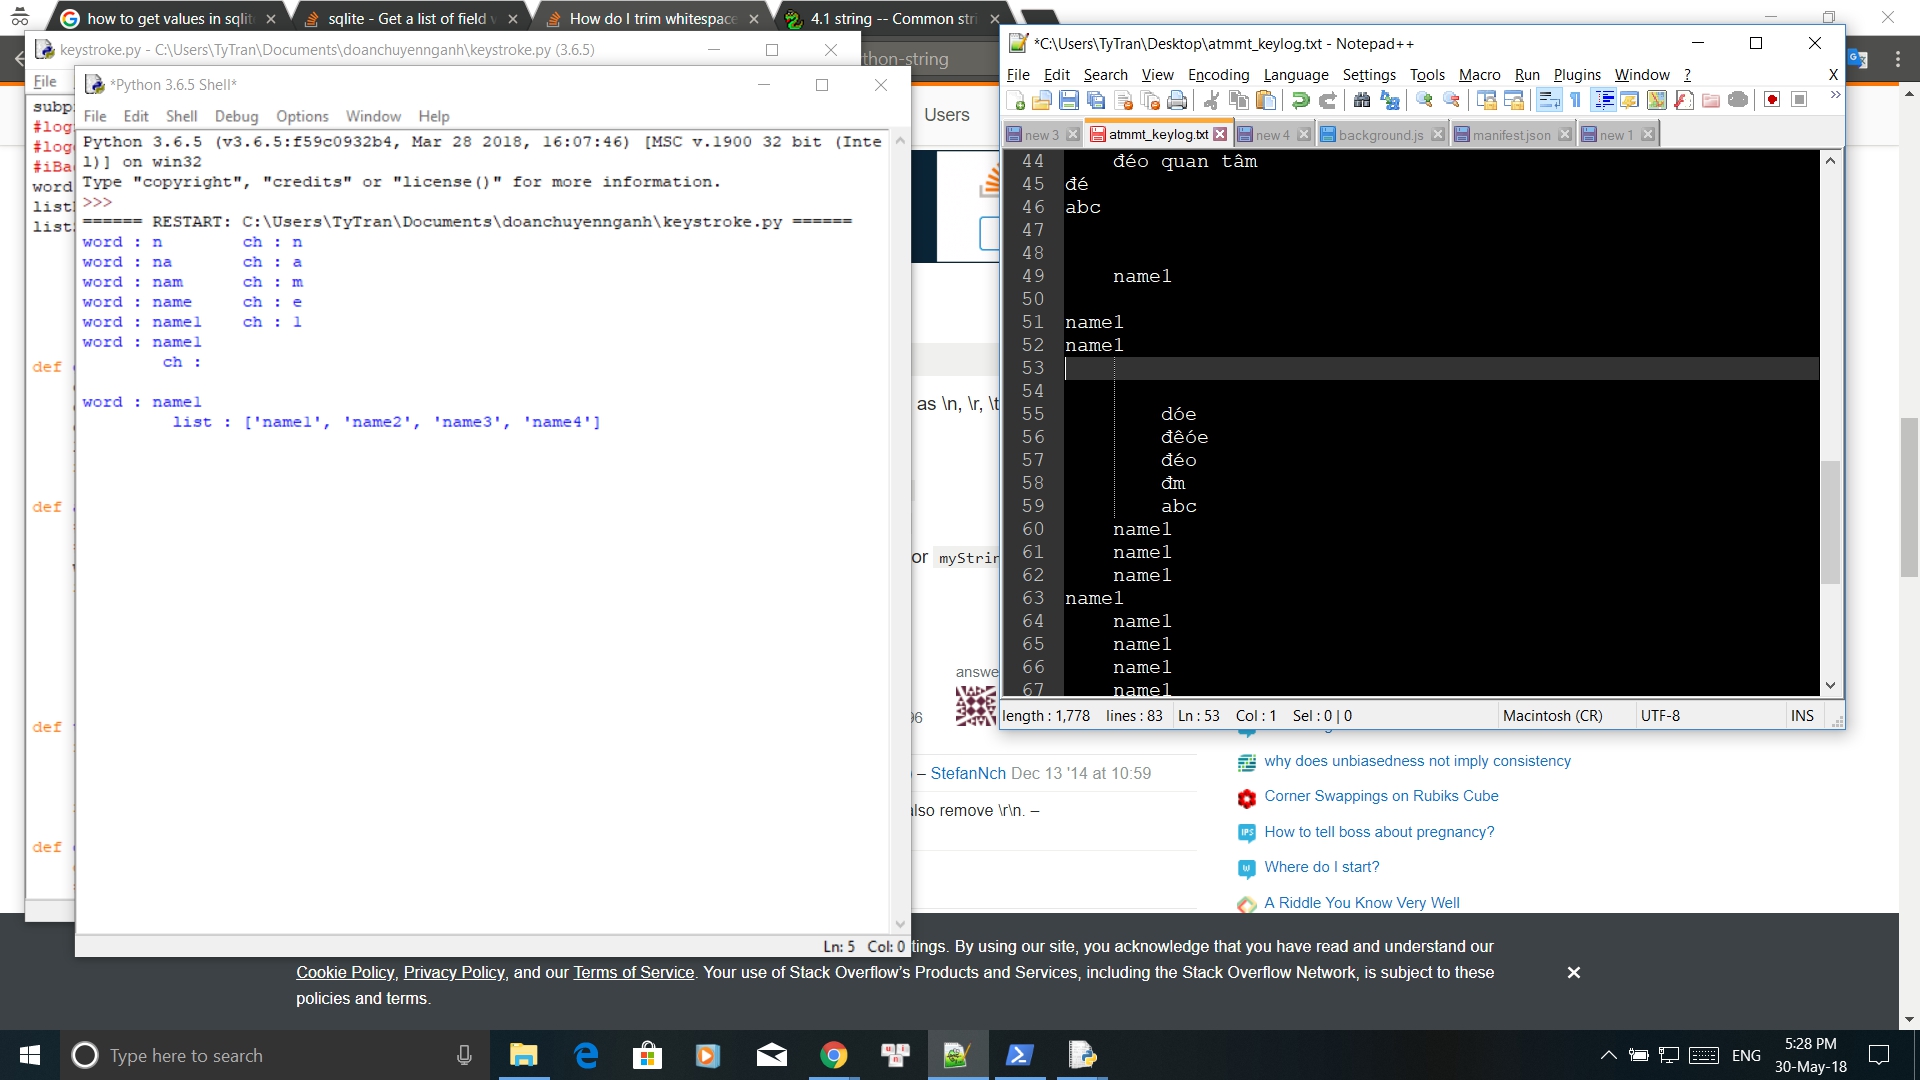 how to get values in sqlit
sqlite - Get a list of field v
How do I trim whitespace
4.1 string -- Common stri
keystroke.py - C:\Users\TyTran\Documents\doanchuyennganh\keystroke.py (3.6.5)
File
subp
#log
#log
#iBa
word
list
list
def
def
def
def
*Python 3.6.5 Shell*
File Edit Shell Debug Options Window Help
Python 3.6.5 (v3.6.5:f59c0932b4, Mar 28 2018, 16:07:46) [MSC v.1900 32 bit (Inte
l)] on win32
Type "copyright", "credits" or "license()" for more information.
>>>
====== RESTART: C:\Users\TyTran\Documents\doanchuyennganh\keystroke.py ======
word : n ch : n
word : na ch : a
word : nam ch : m
word : name ch : e
word : name1 ch : 1
word : name1
ch :
word : name1
list : ['name1', 'name2', 'name3', 'name4']
Ln: 5 Col: 0
thon-string
Users
as \n, \r, \t
or myStrin
answe
96
– StefanNch Dec 13 '14 at 10:59
also remove \r\n. –
*C:\Users\TyTran\Desktop\atmmt_keylog.txt - Notepad++
File Edit Search View Encoding Language Settings Tools Macro Run Plugins Window ? X
new 3 atmmt_keylog.txt new 4 background.js manifest.json new 1
44 đéo quan tâm
45 đé
46 abc
47
48
49 name1
50
51 name1
52 name1
53
54
55 dóe
56 đêóe
57 đéo
58 đm
59 abc
60 name1
61 name1
62 name1
63 name1
64 name1
65 name1
66 name1
67 name1
length : 1,778 lines : 83 Ln : 53 Col : 1 Sel : 0 | 0 Macintosh (CR) UTF-8 INS
why does unbiasedness not imply consistency
Corner Swappings on Rubiks Cube
How to tell boss about pregnancy?
Where do I start?
A Riddle You Know Very Well
tings. By using our site, you acknowledge that you have read and understand our
Cookie Policy, Privacy Policy, and our Terms of Service. Your use of Stack Overflow's Products and Services, including the Stack Overflow Network, is subject to these
policies and terms.
Type here to search
ENG
5:28 PM
30-May-18